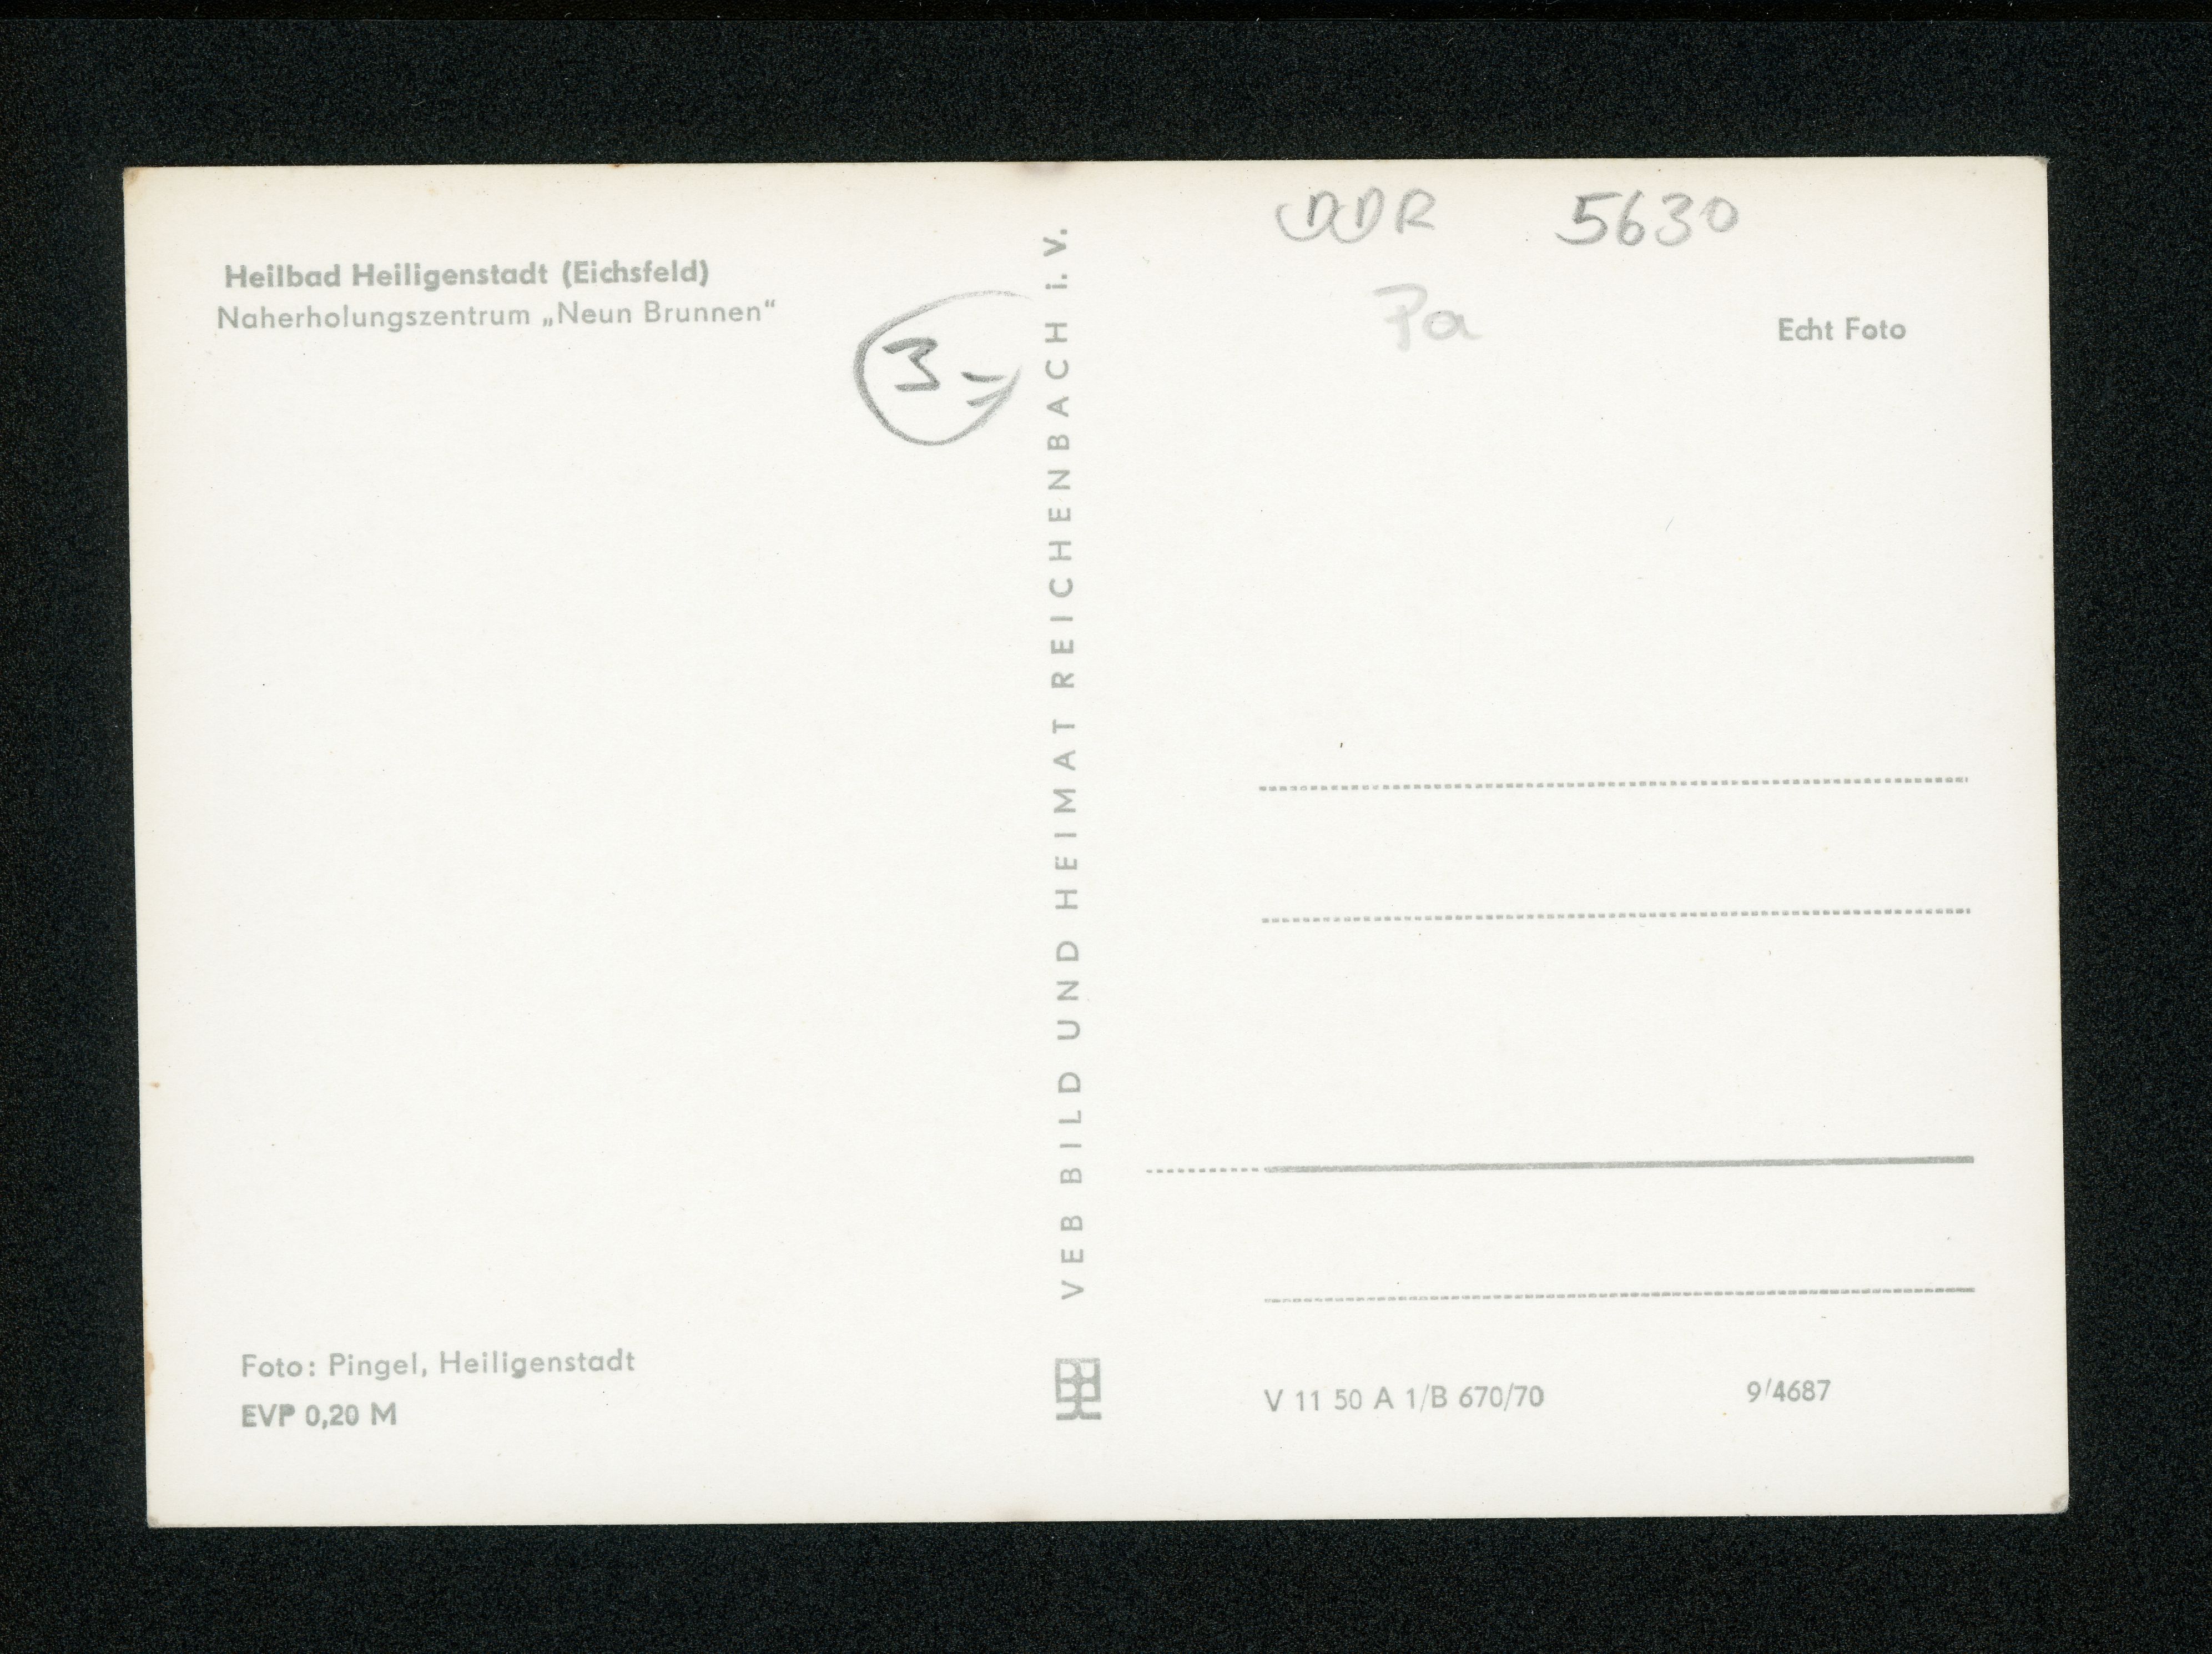 Heilbad Heiligenstadt (Eichsfeld)
Naherholungszentrum „Neun Brunnen“
3,-
Foto: Pingel, Heiligenstadt
EVP 0,20 M
VEB BILD UND HEIMAT REICHENBACH i. V.
DDR 5630
Pa
Echt Foto
V 11 50 A 1/B 670/70
9/4687